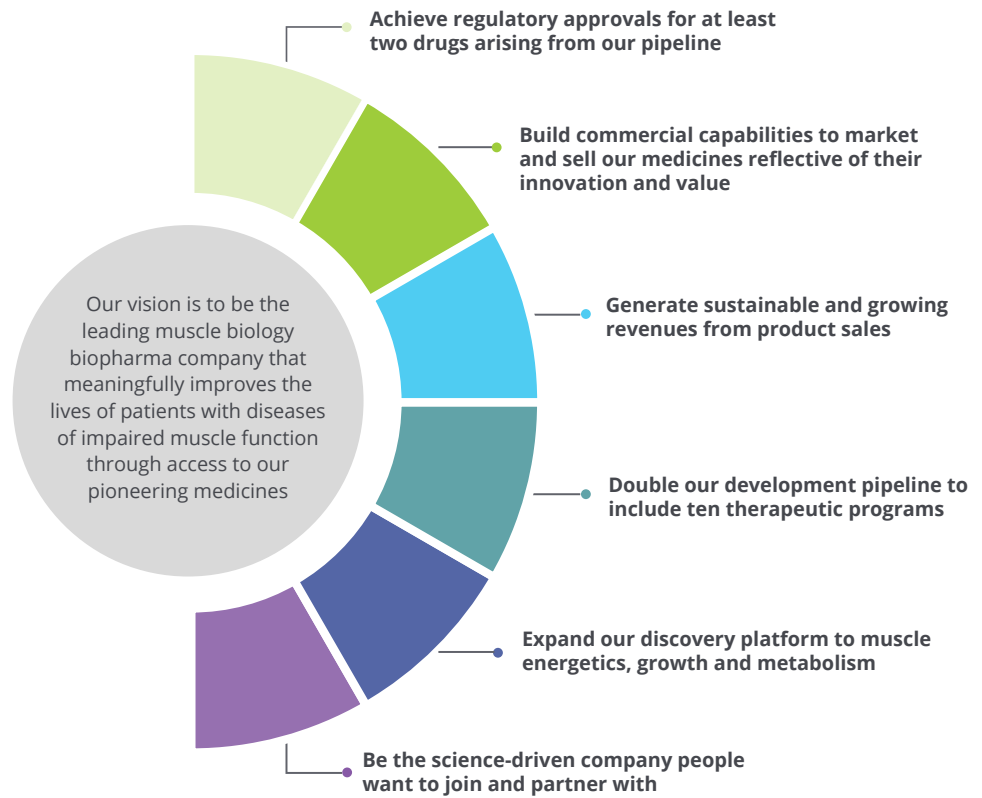 Achieve regulatory approvals for at least
two drugs arising from our pipeline
Build commercial capabilities to market
and sell our medicines reflective of their
innovation and value
Generate sustainable and growing
revenues from product sales
Our vision is to be the
leading muscle biology
biopharma company that
meaningfully improves the
lives of patients with diseases
of impaired muscle function
through access to our
pioneering medicines
Double our development pipeline to
include ten therapeutic programs
Expand our discovery platform to muscle
energetics, growth and metabolism
Be the science-driven company people
want to join and partner with